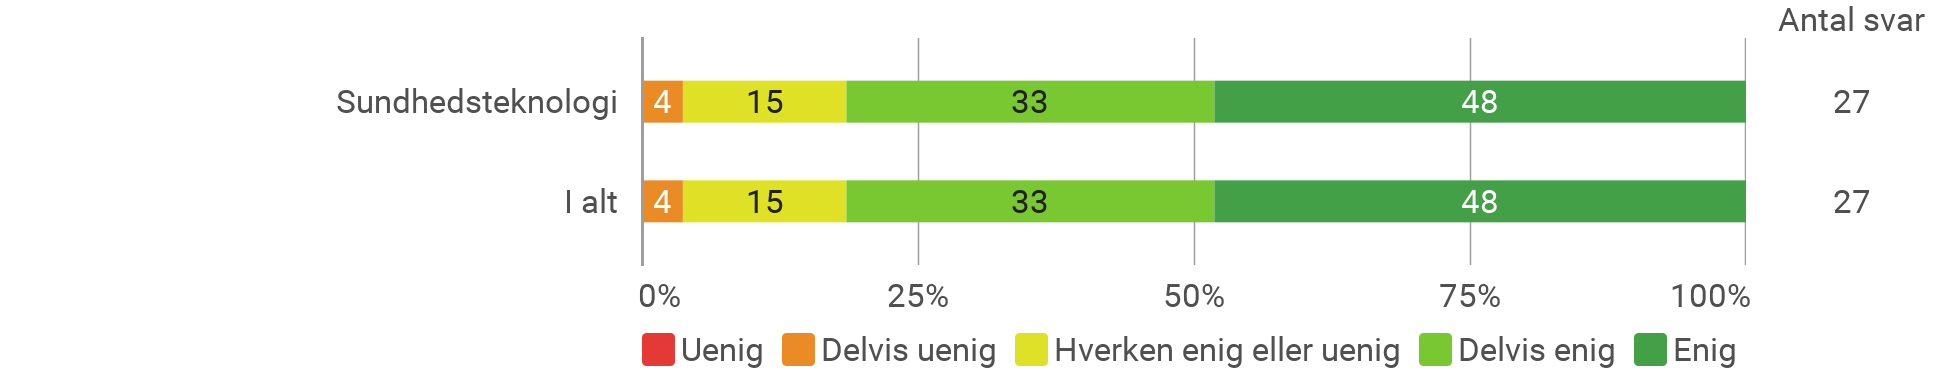 Antal svar
Sundhedsteknologi 4 15 33 48 27
I alt 4 15 33 48 27
0% 25% 50% 75% 100%
Uenig Delvis uenig Hverken enig eller uenig Delvis enig Enig